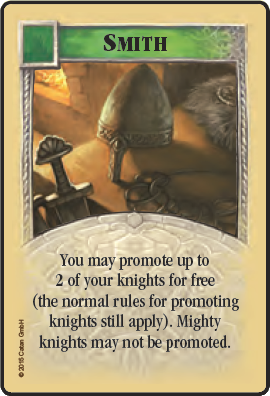 SMITH
You may promote up to
2 of your knights for free
(the normal rules for promoting
knights still apply). Mighty
knights may not be promoted.
© 2015 Catan GmbH